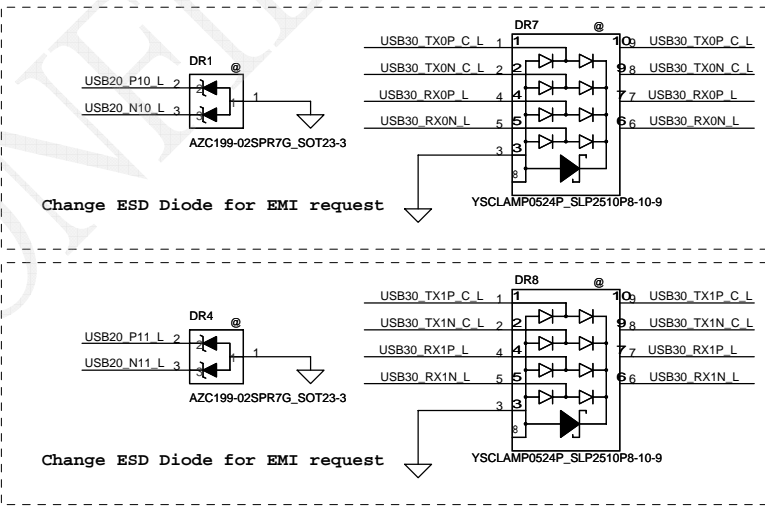 DR1
@
USB20_P10_L 2 2
1 1
USB20_N10_L 3 3
AZC199-02SPR7G_SOT23-3
DR7
@
USB30_TX0P_C_L 1 1 10 9 USB30_TX0P_C_L
USB30_TX0N_C_L 2 2 9 8 USB30_TX0N_C_L
USB30_RX0P_L 4 4 7 7 USB30_RX0P_L
USB30_RX0N_L 5 5 6 6 USB30_RX0N_L
3 3
8
YSCLAMP0524P_SLP2510P8-10-9
Change ESD Diode for EMI request
DR4
@
USB20_P11_L 2 2
1 1
USB20_N11_L 3 3
AZC199-02SPR7G_SOT23-3
DR8
@
USB30_TX1P_C_L 1 1 10 9 USB30_TX1P_C_L
USB30_TX1N_C_L 2 2 9 8 USB30_TX1N_C_L
USB30_RX1P_L 4 4 7 7 USB30_RX1P_L
USB30_RX1N_L 5 5 6 6 USB30_RX1N_L
3 3
8
YSCLAMP0524P_SLP2510P8-10-9
Change ESD Diode for EMI request